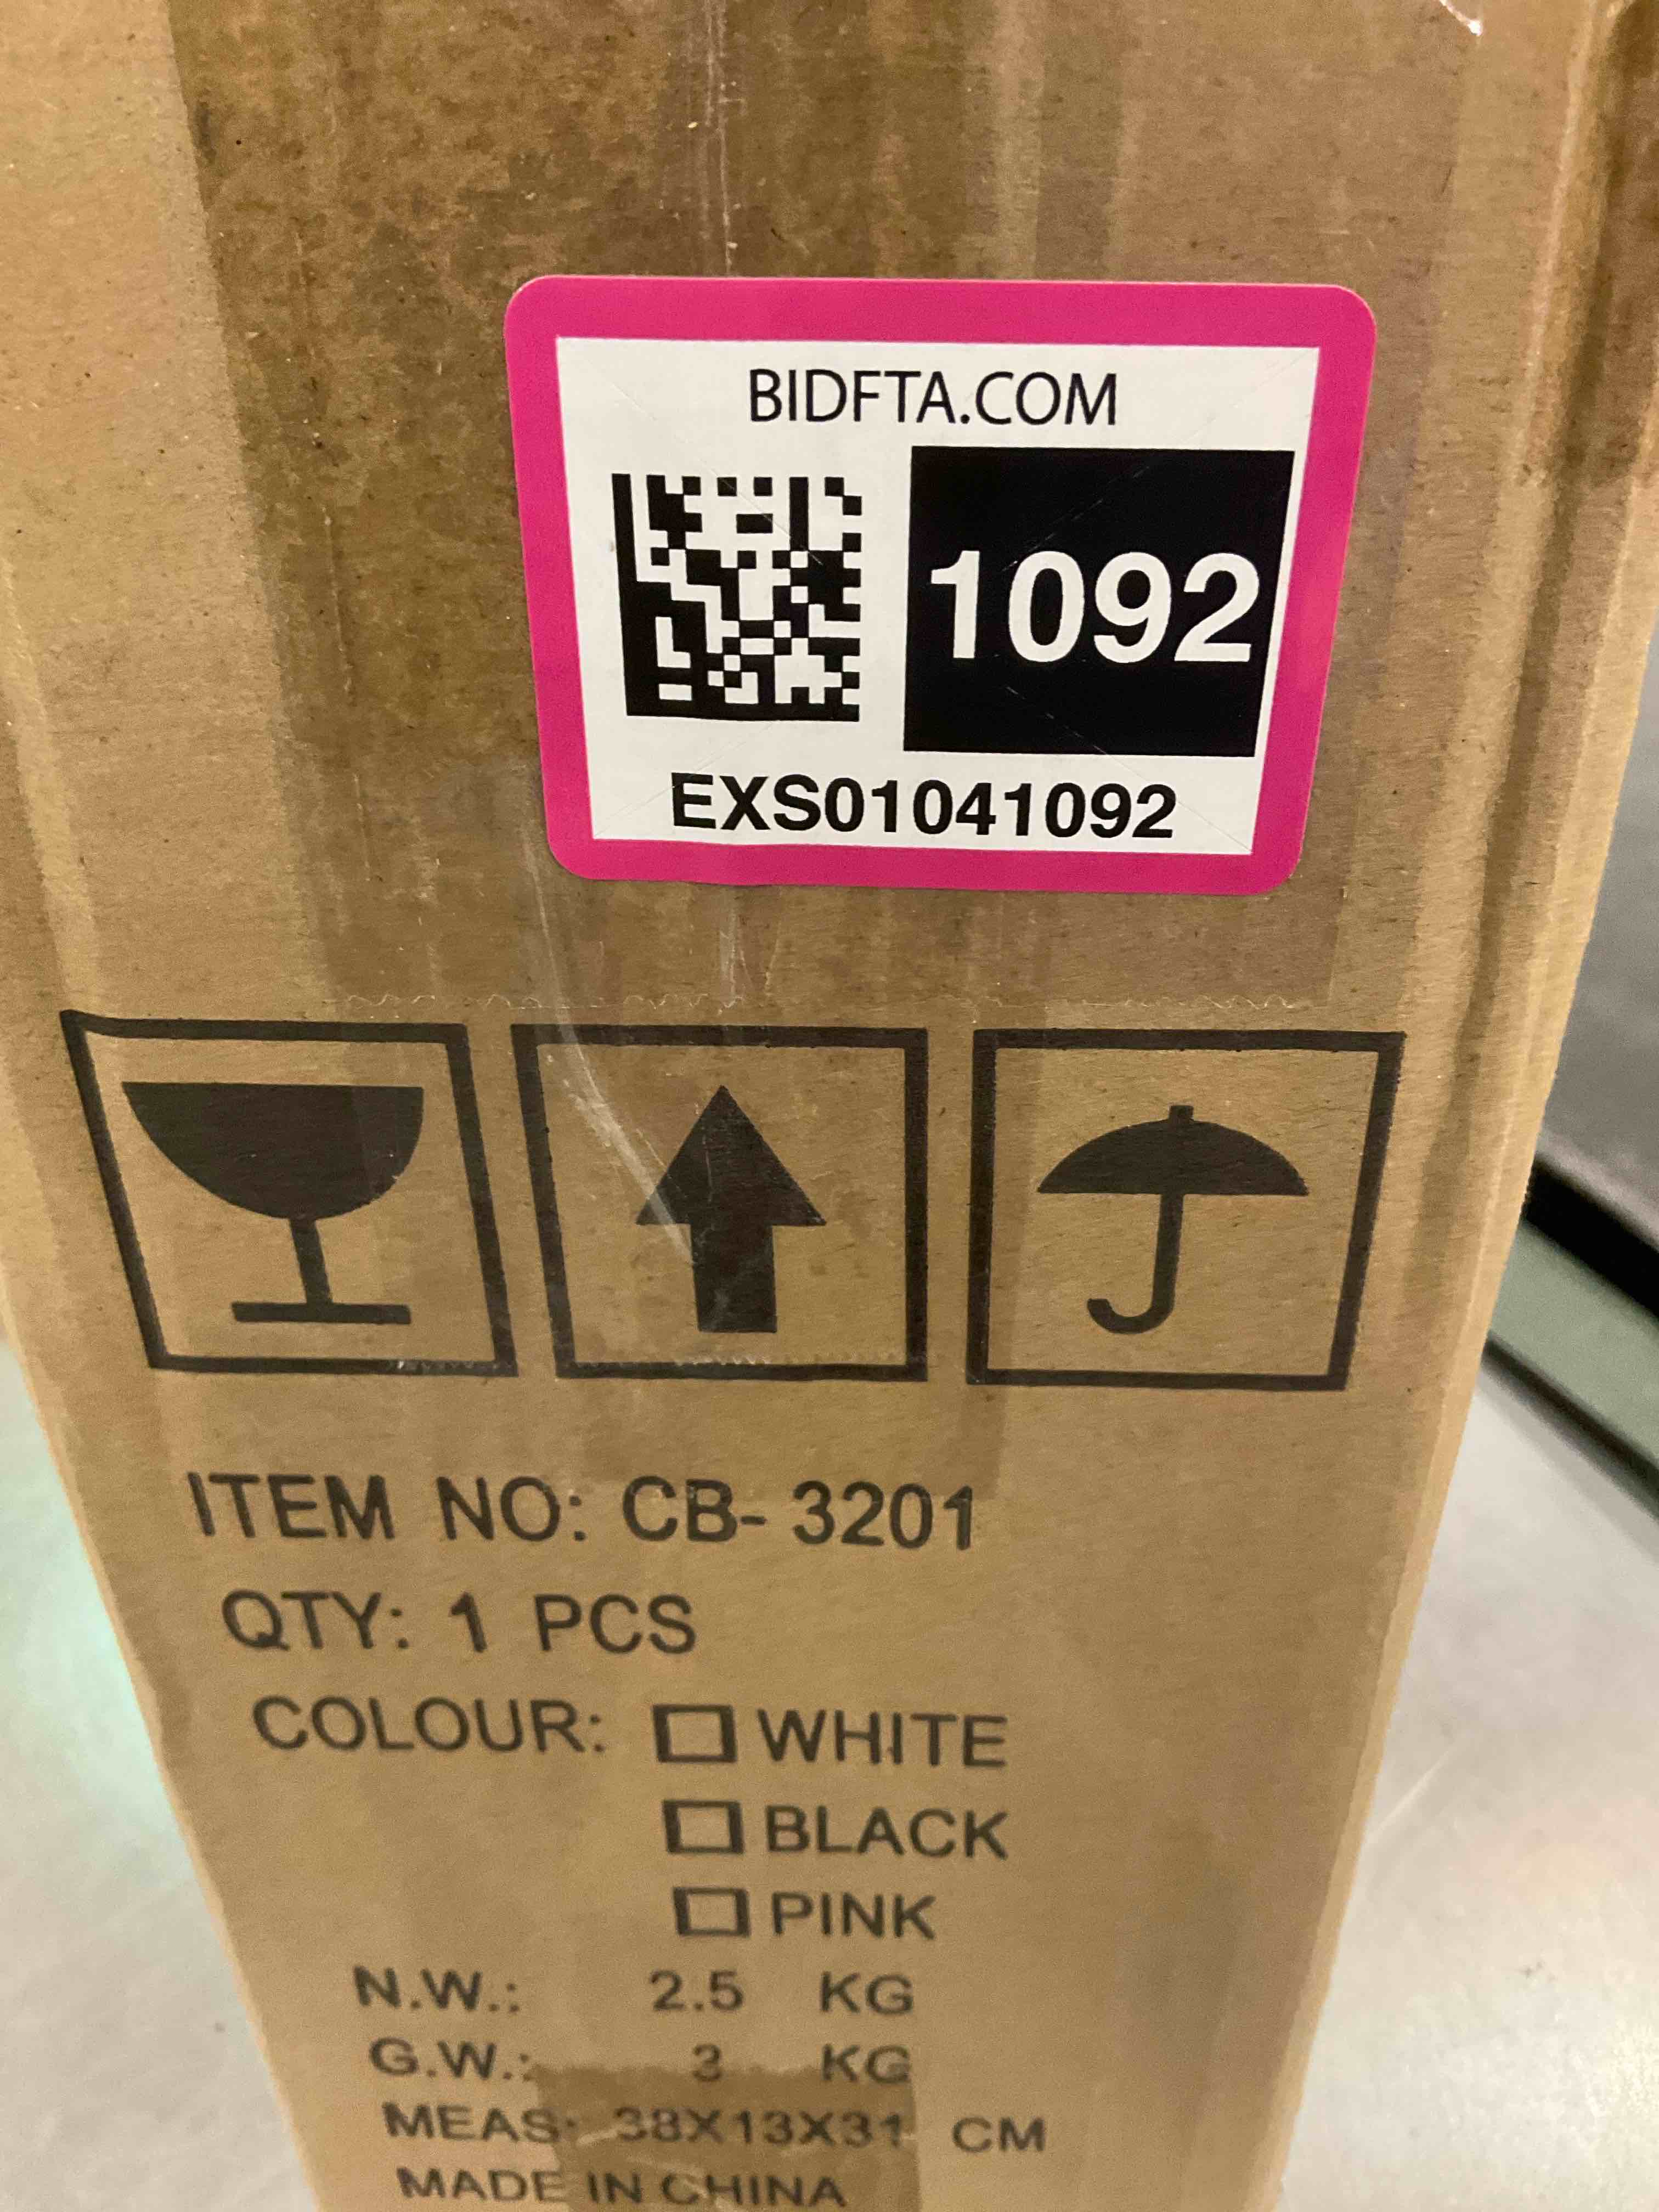 BIDFTA.COM
1092
EXS01041092
ITEM NO: CB- 3201
QTY: 1 PCS
COLOUR: WHITE
BLACK
PINK
N.W.: 2.5 KG
G.W.: 3 KG
MEAS: 38X13X31 CM
MADE IN CHINA